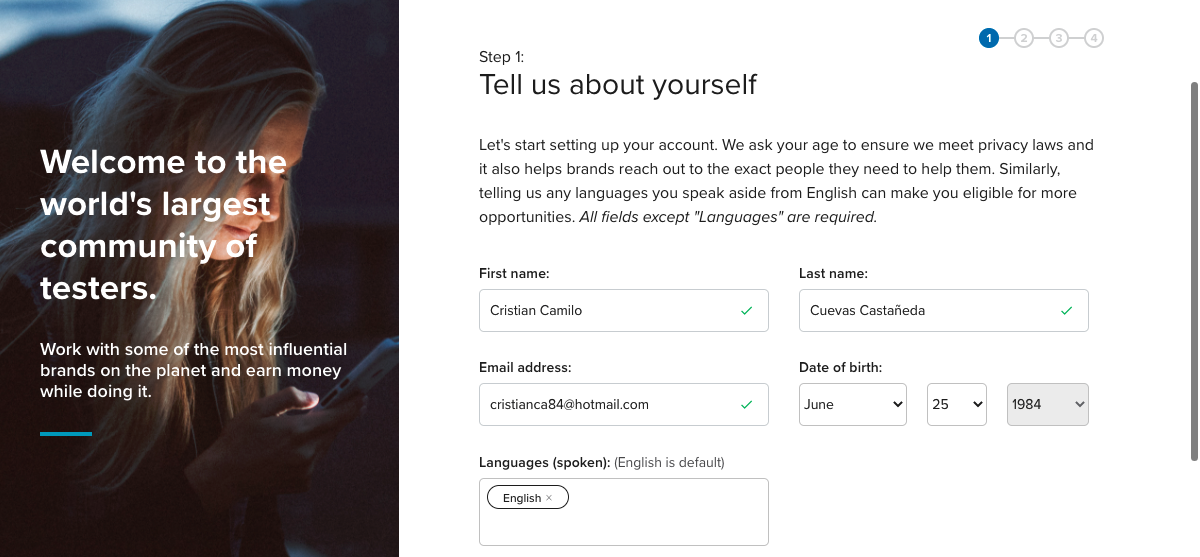 Welcome to the
world's largest
community of
testers.
Work with some of the most influential
brands on the planet and earn money
while doing it.
1 2 3 4
Step 1:
Tell us about yourself
Let's start setting up your account. We ask your age to ensure we meet privacy laws and
it also helps brands reach out to the exact people they need to help them. Similarly,
telling us any languages you speak aside from English can make you eligible for more
opportunities. All fields except "Languages" are required.
First name: Last name:
Cristian Camilo Cuevas Castañeda
Email address: Date of birth:
cristianca84@hotmail.com June 25 1984
Languages (spoken): (English is default)
English ×